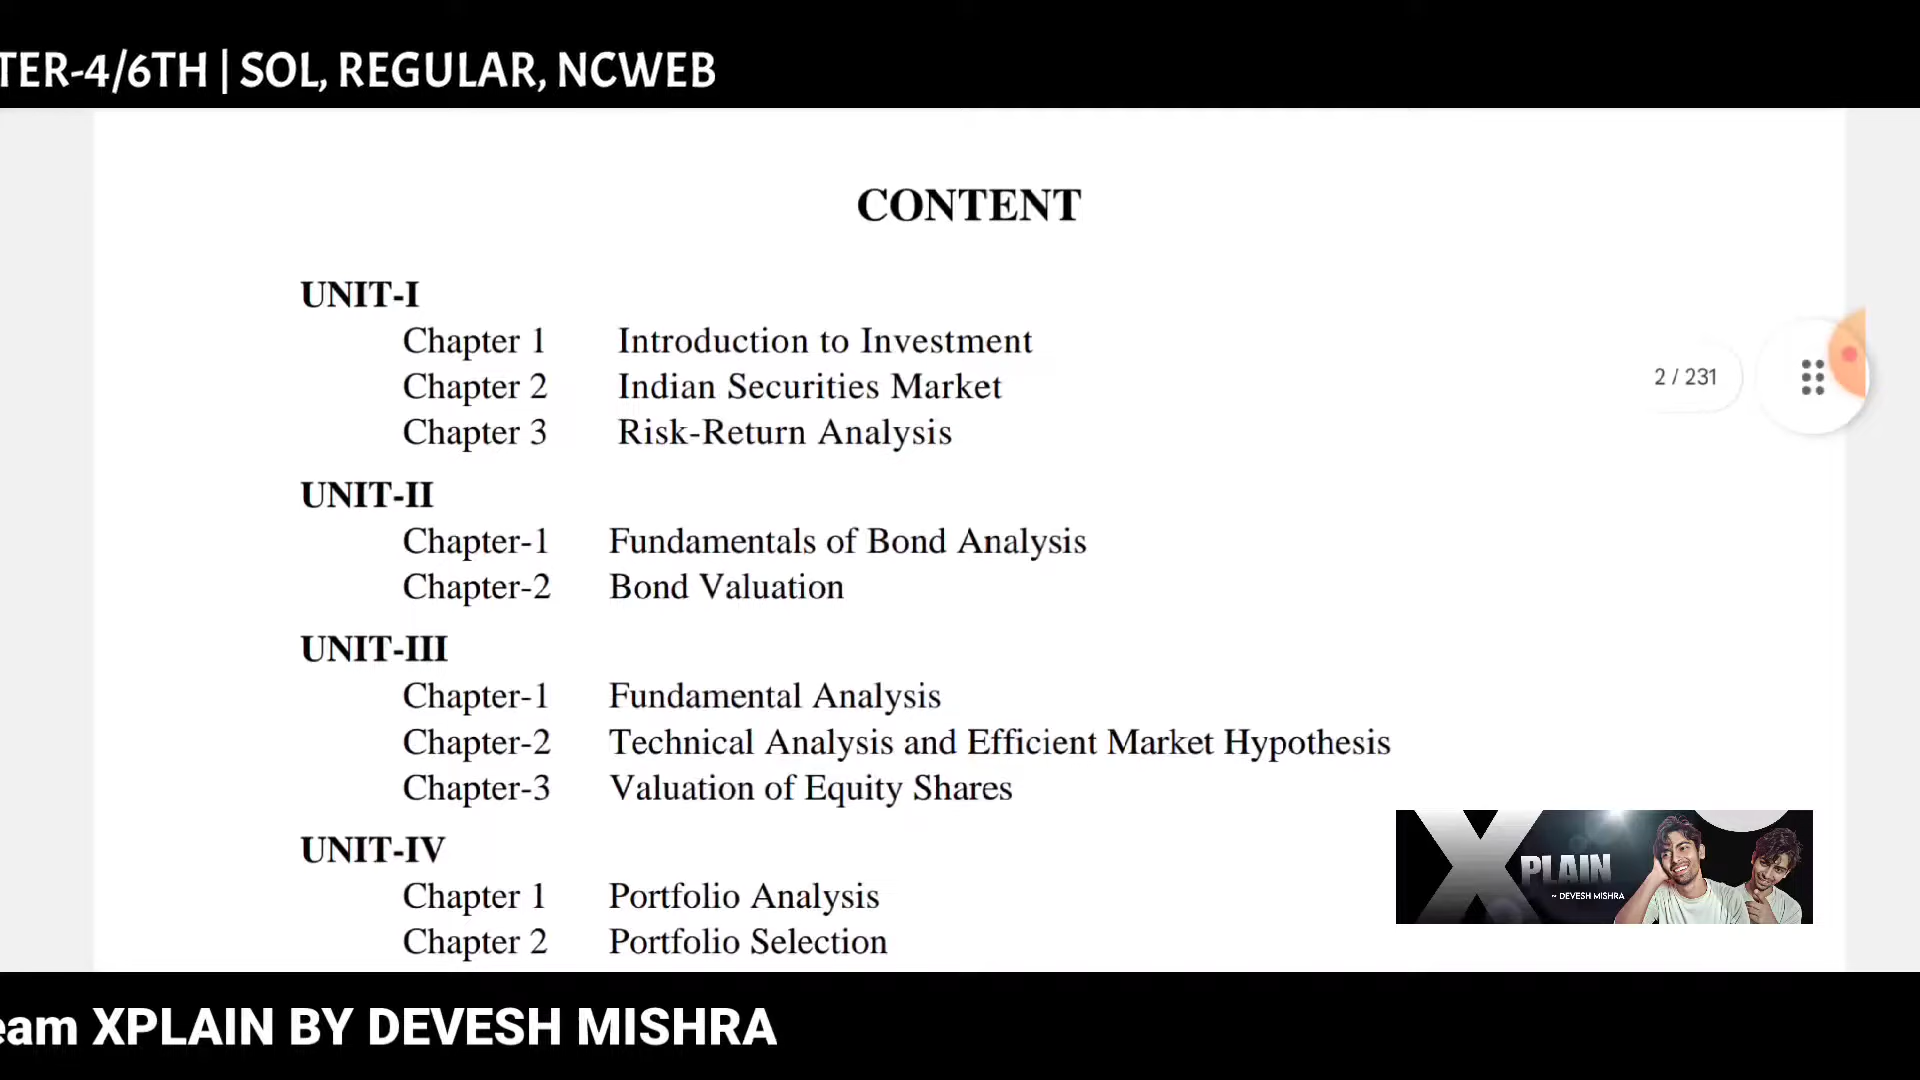 TER-4/6TH | SOL, REGULAR, NCWEB
CONTENT
UNIT-I
Chapter 1 Introduction to Investment
Chapter 2 Indian Securities Market
Chapter 3 Risk-Return Analysis
2 / 231
UNIT-II
Chapter-1 Fundamentals of Bond Analysis
Chapter-2 Bond Valuation
UNIT-III
Chapter-1 Fundamental Analysis
Chapter-2 Technical Analysis and Efficient Market Hypothesis
Chapter-3 Valuation of Equity Shares
UNIT-IV
Chapter 1 Portfolio Analysis
Chapter 2 Portfolio Selection
XPLAIN
~ DEVESH MISHRA
eam XPLAIN BY DEVESH MISHRA